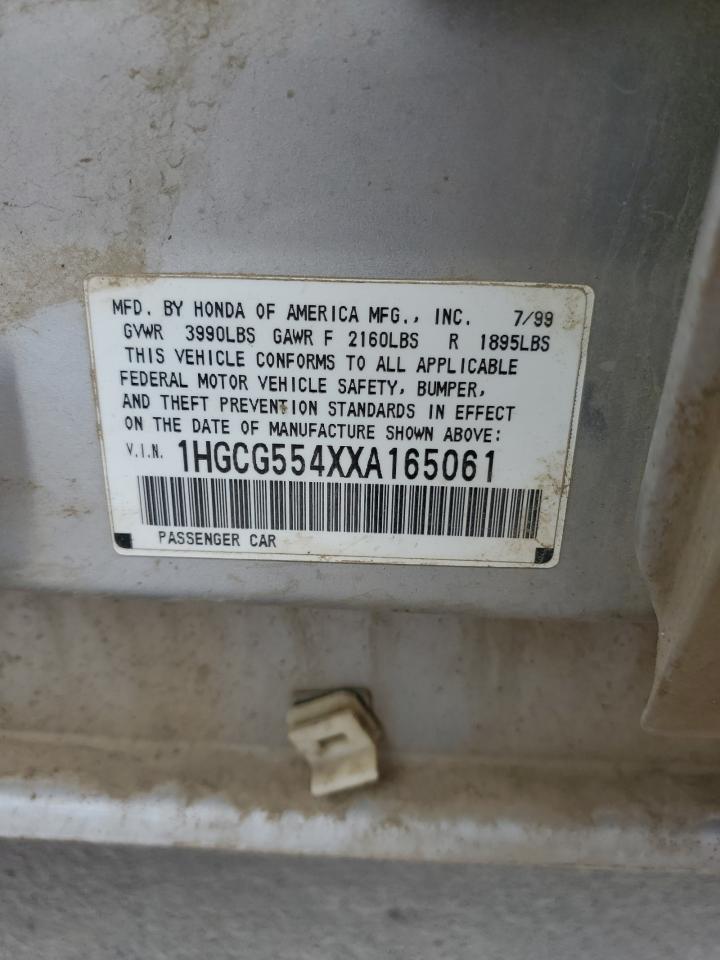 MFD. BY HONDA OF AMERICA MFG., INC. 7/99
GVWR 3990LBS GAWR F 2160LBS R 1895LBS
THIS VEHICLE CONFORMS TO ALL APPLICABLE
FEDERAL MOTOR VEHICLE SAFETY, BUMPER,
AND THEFT PREVENTION STANDARDS IN EFFECT
ON THE DATE OF MANUFACTURE SHOWN ABOVE:
V.I.N. 1HGCG554XXA165061
PASSENGER CAR